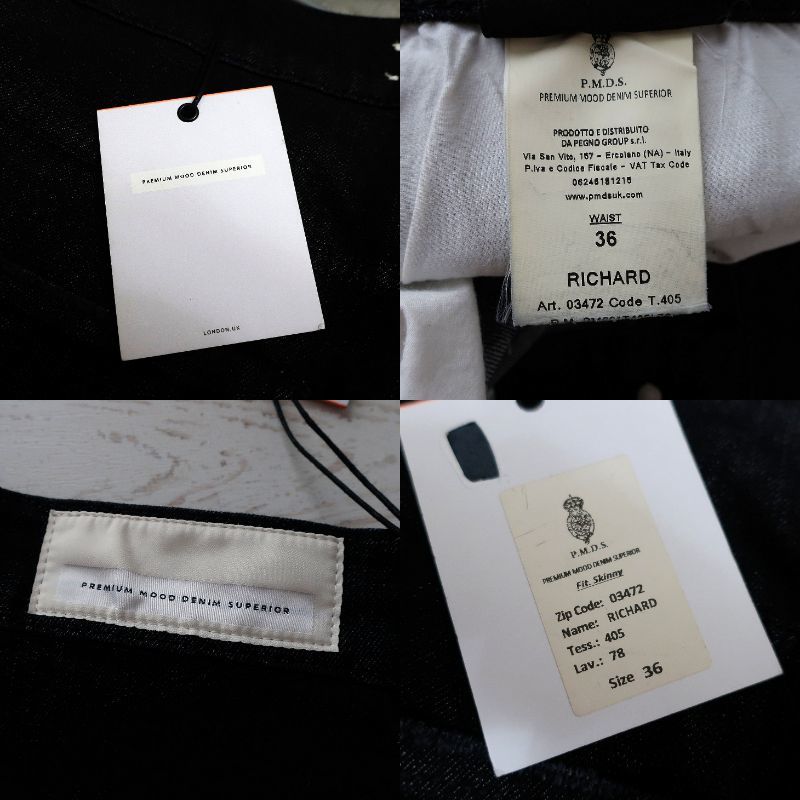 PREMIUM MOOD DENIM SUPERIOR
LONDON.UK
P.M.D.S.
PREMIUM MOOD DENIM SUPERIOR
PRODOTTO E DISTRIBUITO
DA PEGNO GROUP s.r.l.
Via San Vito, 157 - Ercolano (NA) - Italy
P.Iva e Codice Fiscale - VAT Tax Code
06246181215
www.pmdsuk.com
WAIST
36
RICHARD
Art. 03472 Code T.405
PREMIUM MOOD DENIM SUPERIOR
P.M.D.S.
PREMIUM MOOD DENIM SUPERIOR
Fit. Skinny
Zip Code: 03472
Name: RICHARD
Tess.: 405
Lav.: 78
Size 36